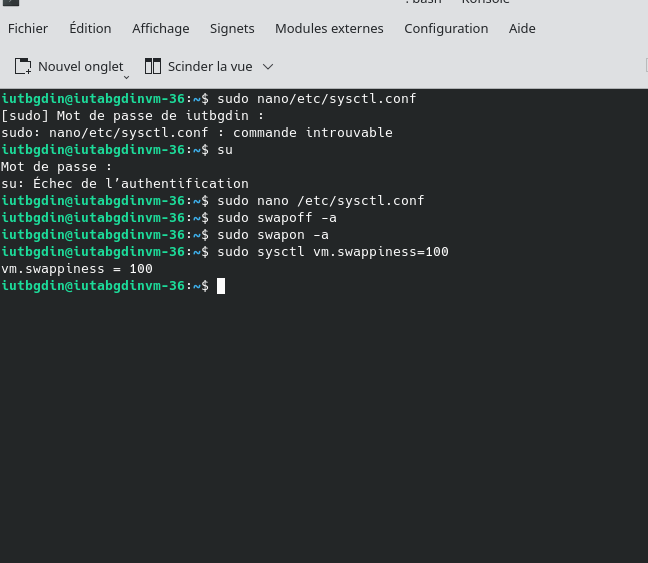 : bash — Konsole
Fichier Édition Affichage Signets Modules externes Configuration Aide
Nouvel onglet Scinder la vue
iutbgdin@iutabgdinvm-36:~$ sudo nano/etc/sysctl.conf
[sudo] Mot de passe de iutbgdin :
sudo: nano/etc/sysctl.conf : commande introuvable
iutbgdin@iutabgdinvm-36:~$ su
Mot de passe :
su: Échec de l’authentification
iutbgdin@iutabgdinvm-36:~$ sudo nano /etc/sysctl.conf
iutbgdin@iutabgdinvm-36:~$ sudo swapoff -a
iutbgdin@iutabgdinvm-36:~$ sudo swapon -a
iutbgdin@iutabgdinvm-36:~$ sudo sysctl vm.swappiness=100
vm.swappiness = 100
iutbgdin@iutabgdinvm-36:~$